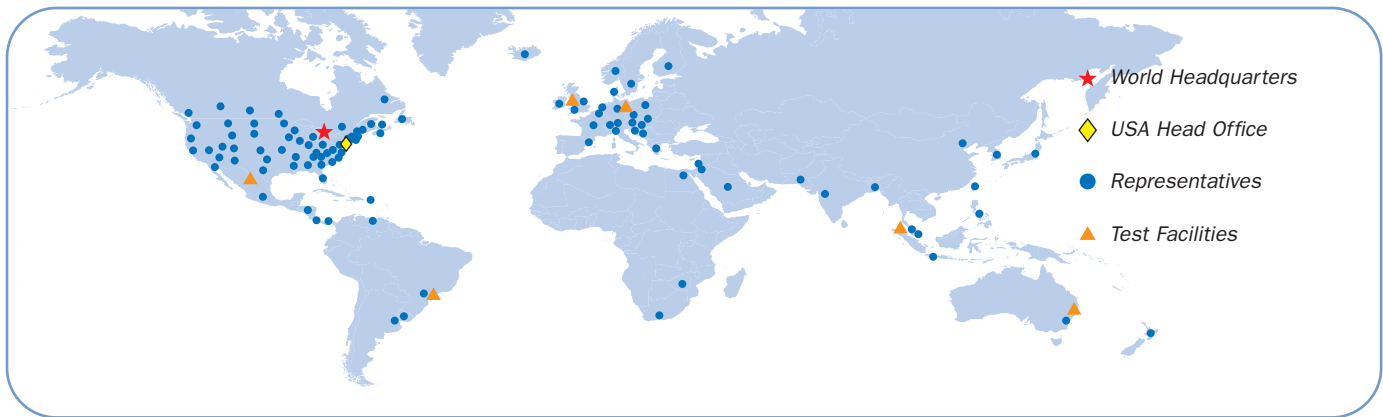 World Headquarters
USA Head Office
Representatives
Test Facilities